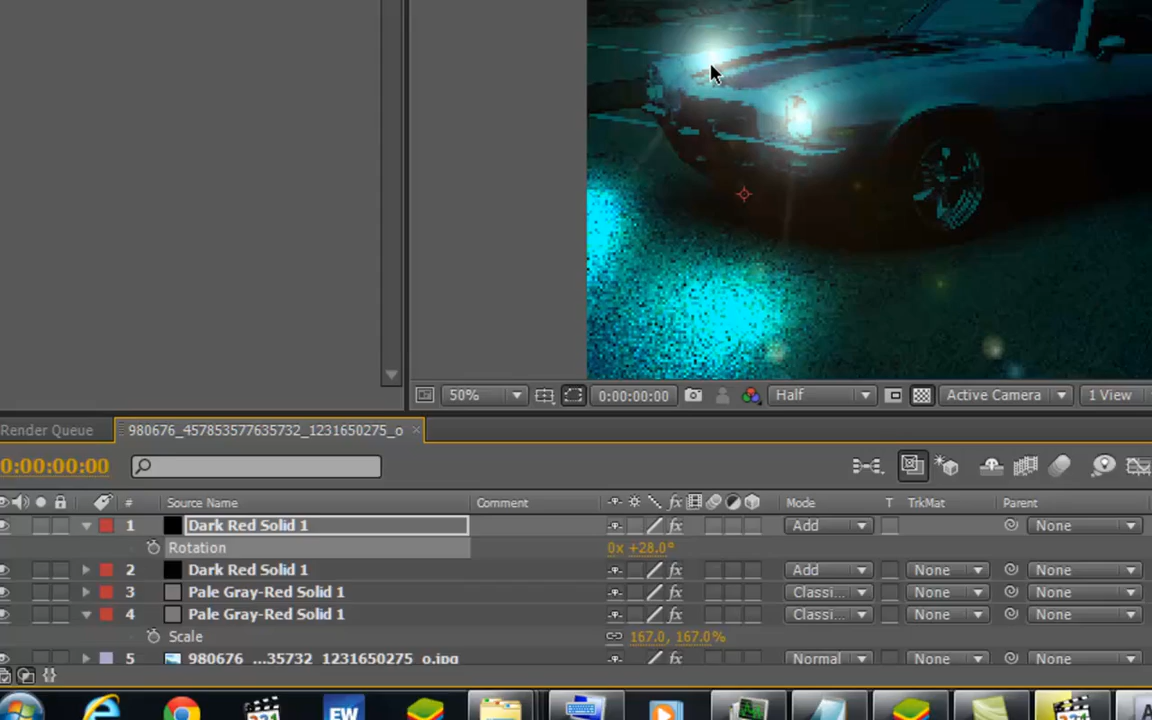 50% 0:00:00:00 Half Active Camera 1 View
Render Queue 980676_457853577635732_1231650275_o ×
0:00:00:00
# Source Name Comment Mode T TrkMat Parent
1 Dark Red Solid 1 Add None
Rotation 0x +28.0°
2 Dark Red Solid 1 Add None None
3 Pale Gray-Red Solid 1 Classi... None None
4 Pale Gray-Red Solid 1 Classi... None None
Scale 167.0, 167.0%
5 980676_...35732_1231650275_o.jpg Normal None None
EW